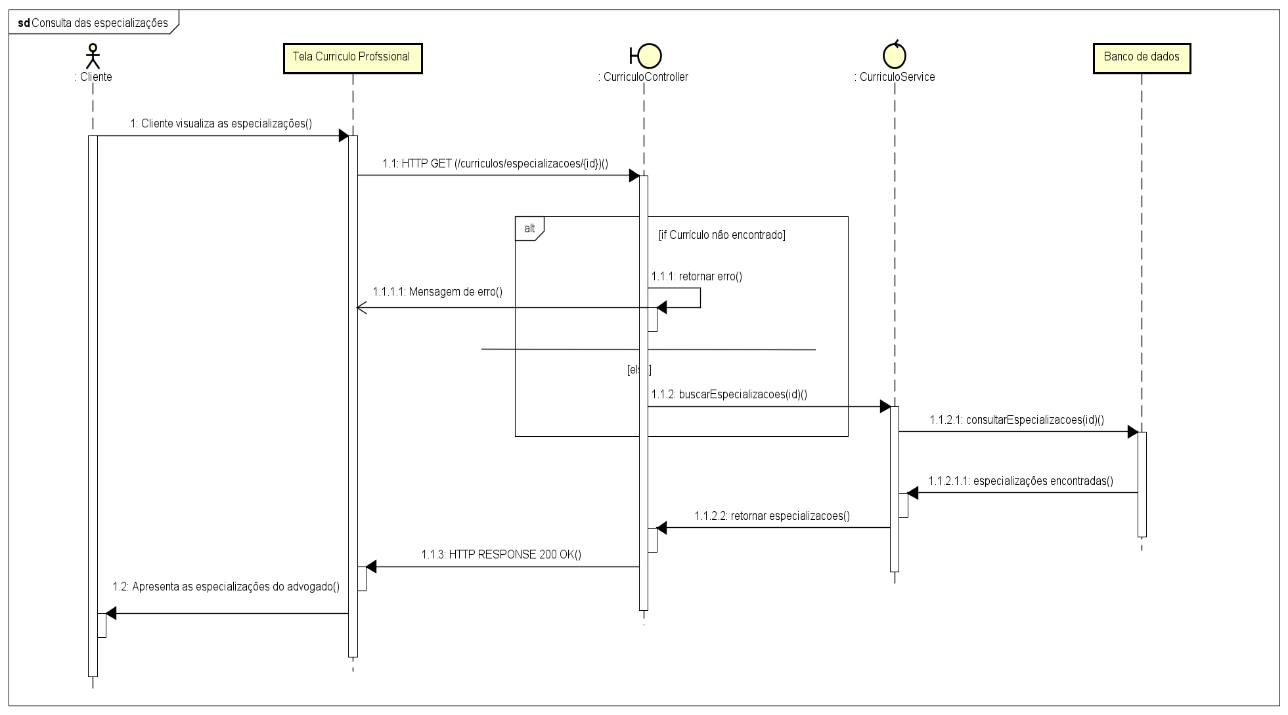 sd Consulta das especializações
: Cliente
Tela Curriculo Profssional
: CurriculoController
: CurriculoService
Banco de dados
1: Cliente visualiza as especializações()
1.1: HTTP GET (/curriculos/especializacoes/{id})()
alt
[if Currículo não encontrado]
1.1.1: retornar erro()
1.1.1.1: Mensagem de erro()
[else]
1.1.2: buscarEspecializacoes(id)()
1.1.2.1: consultarEspecializacoes(id)()
1.1.2.1.1: especializações encontradas()
1.1.2.2: retornar especializacoes()
1.1.3: HTTP RESPONSE 200 OK()
1.2: Apresenta as especializações do advogado()